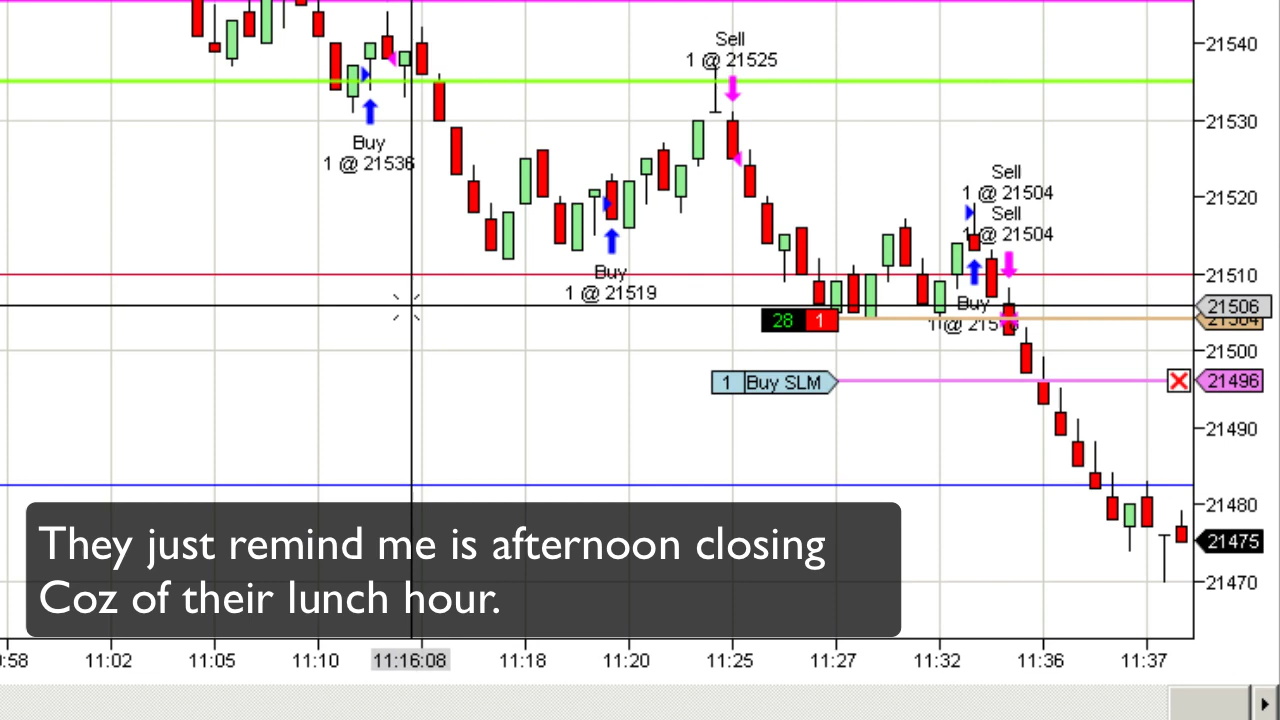 21540
Sell
1 @ 21525
21530
Buy
1 @ 21536
Sell
1 @ 21504
21520
Sell
1 @ 21504
21510
Buy
1 @ 21519
Buy
21506
28 1
21500
1 Buy SLM
21496
21490
21480
They just remind me is afternoon closing
Coz of their lunch hour.
21475
21470
:58 11:02 11:05 11:10 11:16:08 11:18 11:20 11:25 11:27 11:32 11:36 11:37